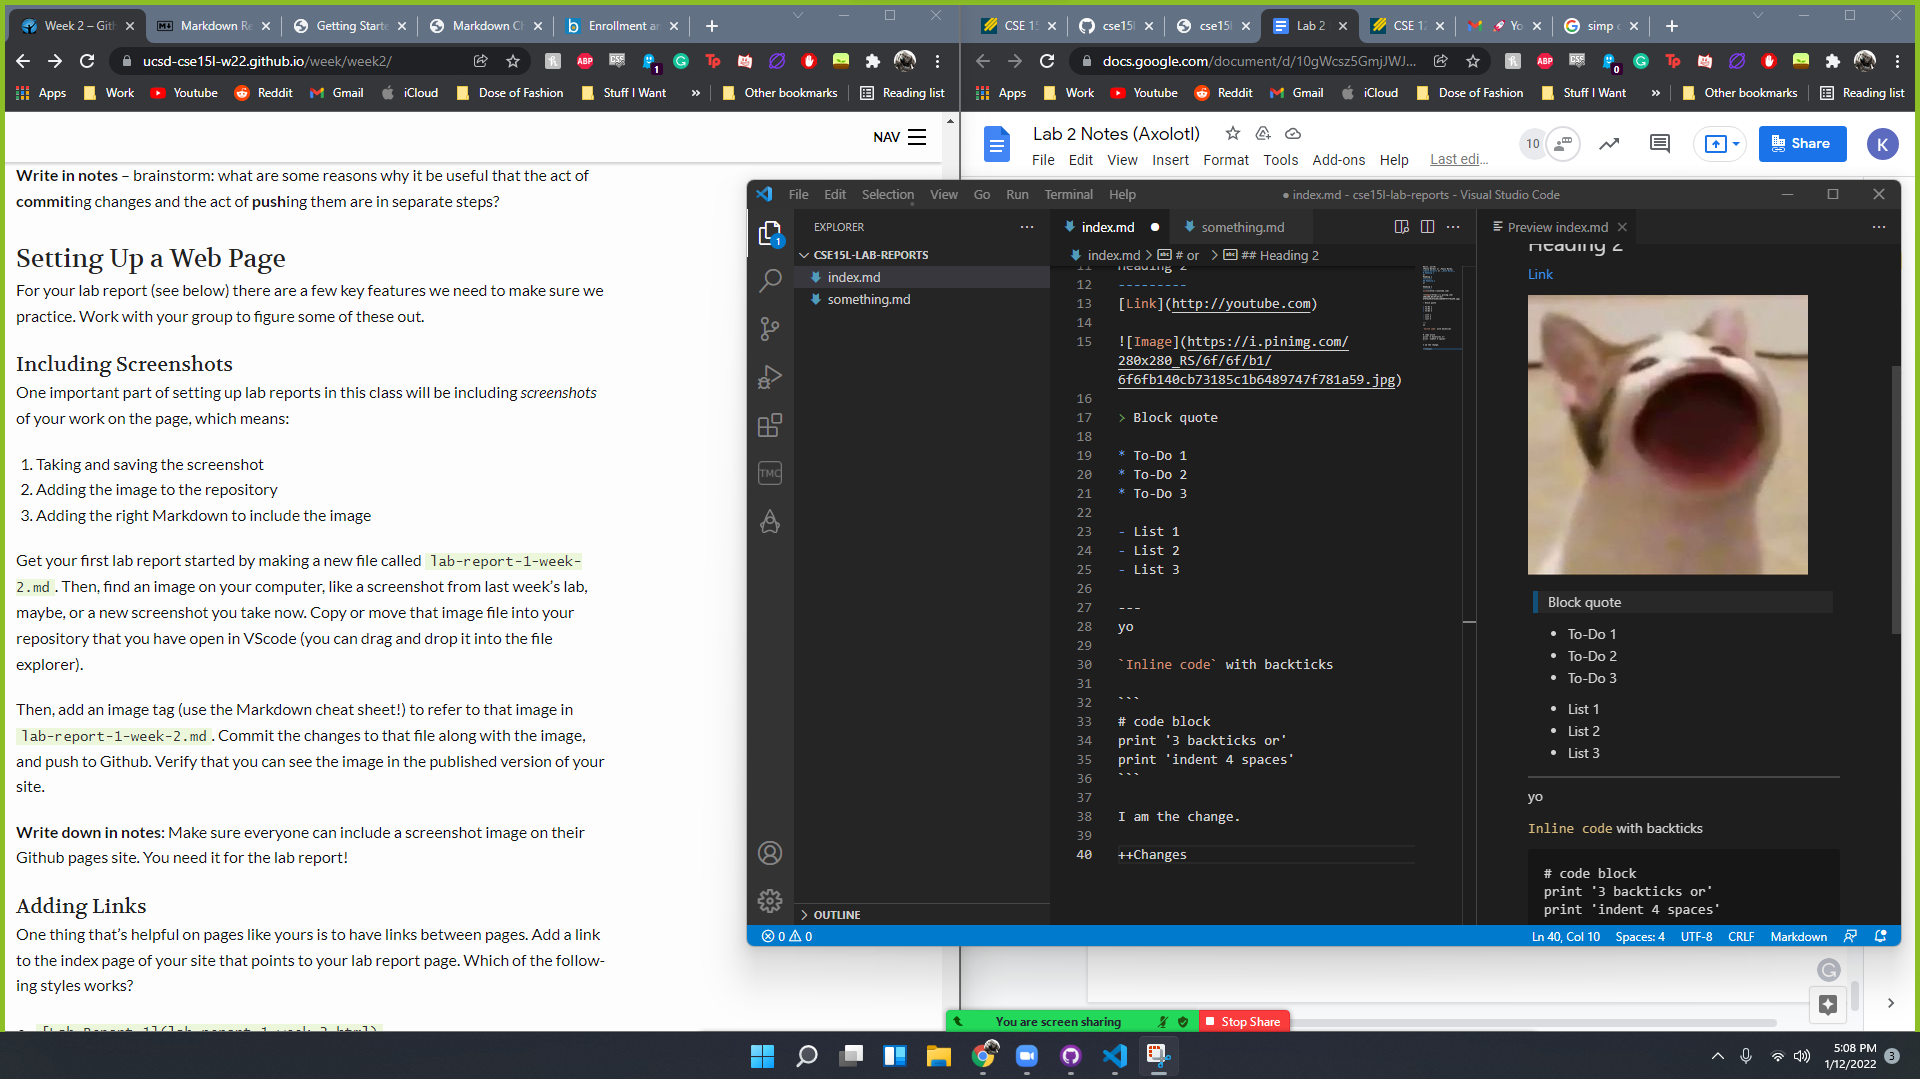 Week 2 – Gith
Markdown Re
Getting Starte
Markdown Ch
Enrollment a
ucsd-cse15l-w22.github.io/week/week2/
Apps
Work
Youtube
Reddit
Gmail
iCloud
Dose of Fashion
Stuff I Want
»
Other bookmarks
Reading list
NAV
Write in notes – brainstorm: what are some reasons why it be useful that the act of
commiting changes and the act of pushing them are in separate steps?
Setting Up a Web Page
For your lab report (see below) there are a few key features we need to make sure we
practice. Work with your group to figure some of these out.
Including Screenshots
One important part of setting up lab reports in this class will be including screenshots
of your work on the page, which means:
1. Taking and saving the screenshot
2. Adding the image to the repository
3. Adding the right Markdown to include the image
Get your first lab report started by making a new file called lab-report-1-week-
2.md. Then, find an image on your computer, like a screenshot from last week's lab,
maybe, or a new screenshot you take now. Copy or move that image file into your
repository that you have open in VScode (you can drag and drop it into the file
explorer).
Then, add an image tag (use the Markdown cheat sheet!) to refer to that image in
lab-report-1-week-2.md. Commit the changes to that file along with the image,
and push to Github. Verify that you can see the image in the published version of your
site.
Write down in notes: Make sure everyone can include a screenshot image on their
Github pages site. You need it for the lab report!
Adding Links
One thing that's helpful on pages like yours is to have links between pages. Add a link
to the index page of your site that points to your lab report page. Which of the follow-
ing styles works?
[Lab Report 1](lab-report-1-week-2.html)
CSE 15
cse15l
cse15l
Lab 2
CSE 12
Yo
simp c
docs.google.com/document/d/10gWcsz5GmjJWJ...
Apps
Work
Youtube
Reddit
Gmail
iCloud
Dose of Fashion
Stuff I Want
»
Other bookmarks
Reading list
Lab 2 Notes (Axolotl)
File Edit View Insert Format Tools Add-ons Help Last edi...
10
Share
K
File Edit Selection View Go Run Terminal Help
● index.md - cse15l-lab-reports - Visual Studio Code
1
TMC
EXPLORER
CSE15L-LAB-REPORTS
index.md
something.md
OUTLINE
index.md
something.md
index.md > # or > ## Heading 2
11 Heading 2
12 ---------
13 [Link](http://youtube.com)
14
15 ![Image](https://i.pinimg.com/
280x280_RS/6f/6f/b1/
6f6fb140cb73185c1b6489747f781a59.jpg)
16
17 > Block quote
18
19 * To-Do 1
20 * To-Do 2
21 * To-Do 3
22
23 - List 1
24 - List 2
25 - List 3
26
27 ---
28 yo
29
30 `Inline code` with backticks
31
32 ```
33 # code block
34 print '3 backticks or'
35 print 'indent 4 spaces'
36 ```
37
38 I am the change.
39
40 ++Changes
Preview index.md
Heading 2
Link
Block quote
• To-Do 1
• To-Do 2
• To-Do 3
• List 1
• List 2
• List 3
yo
Inline code with backticks
# code block
print '3 backticks or'
print 'indent 4 spaces'
0 0
Ln 40, Col 10 Spaces: 4 UTF-8 CRLF Markdown
You are screen sharing
Stop Share
5:08 PM
1/12/2022
3